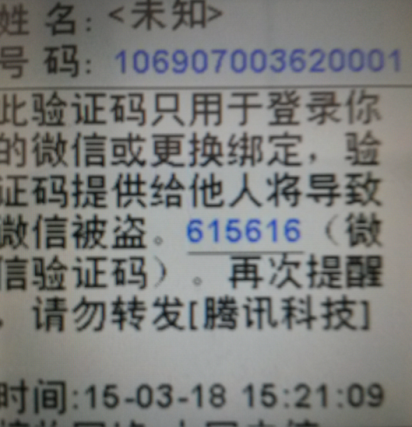 姓 名: <未知>
号 码: 106907003620001
此验证码只用于登录你
的微信或更换绑定，验
证码提供给他人将导致
微信被盗。615616（微
信验证码）。再次提醒
，请勿转发[腾讯科技]
时间:15-03-18 15:21:09